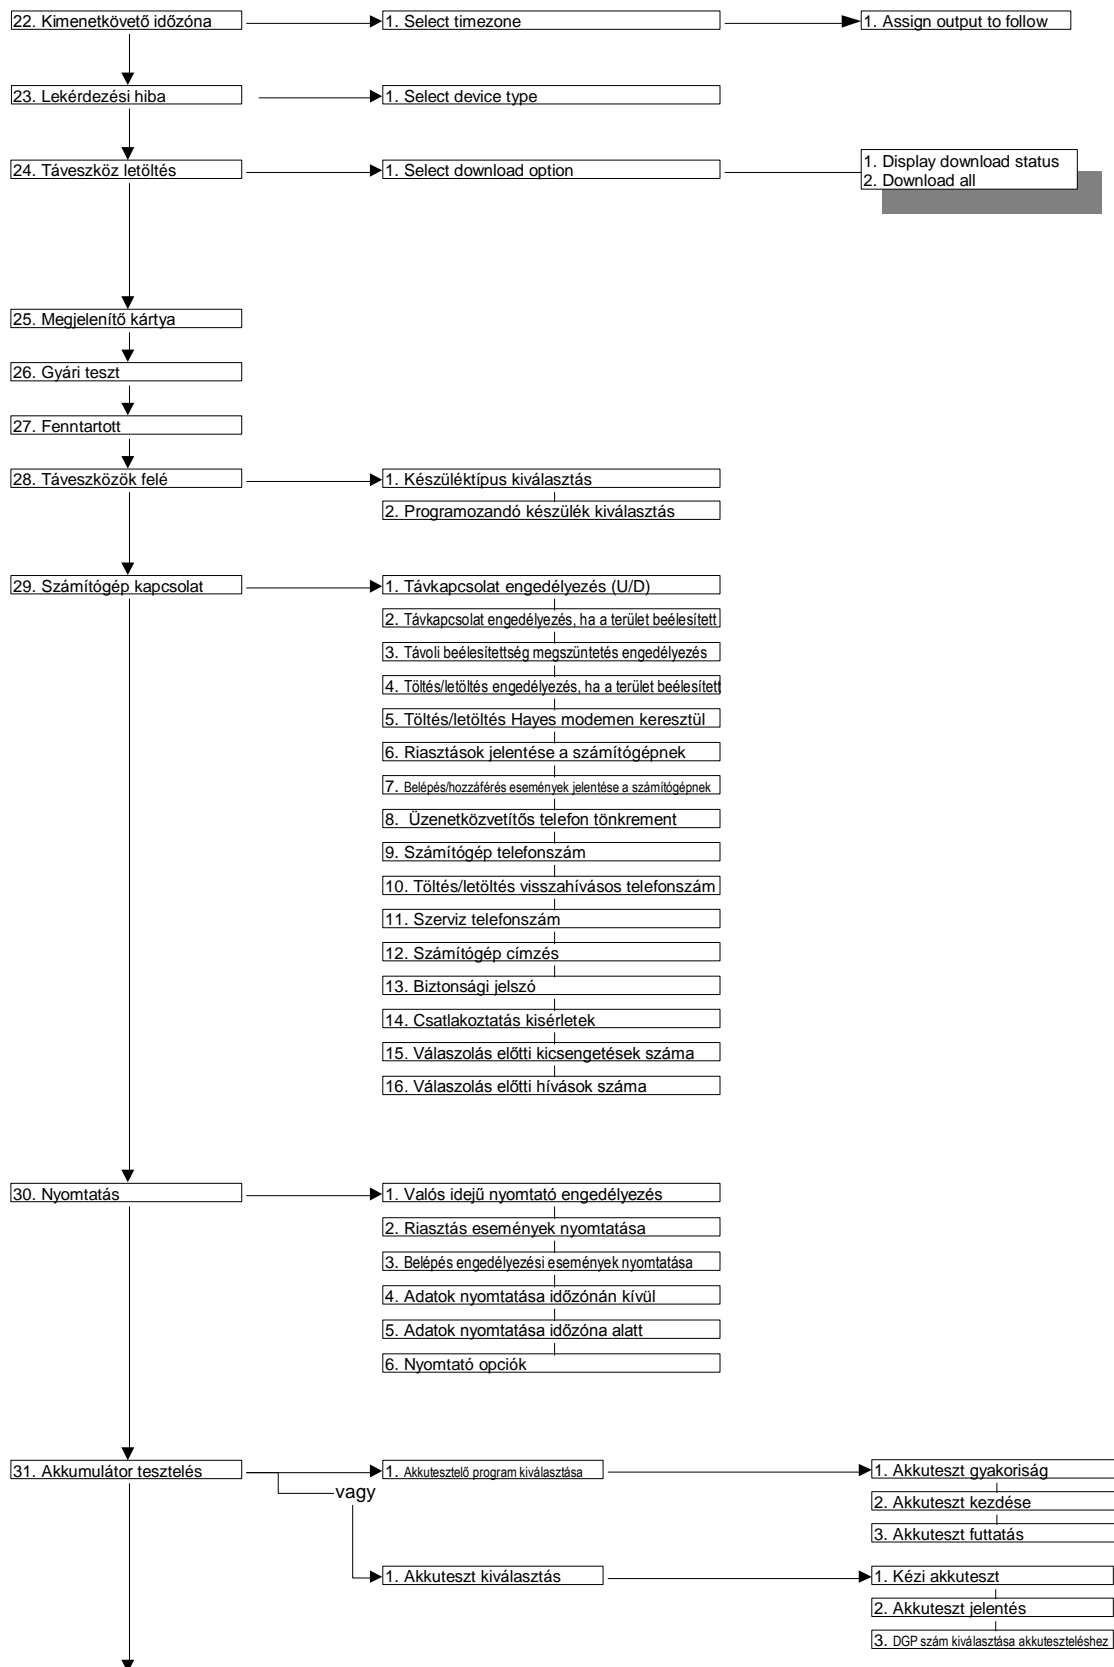 22. Kimenetkövető időzóna
1. Select timezone
1. Assign output to follow
23. Lekérdezési hiba
1. Select device type
24. Táveszköz letöltés
1. Select download option
1. Display download status
2. Download all
25. Megjelenítő kártya
26. Gyári teszt
27. Fenntartott
28. Táveszközök felé
1. Készüléktípus kiválasztás
2. Programozandó készülék kiválasztás
29. Számítógép kapcsolat
1. Távkapcsolat engedélyezés (U/D)
2. Távkapcsolat engedélyezés, ha a terület beélesített
3. Távoli beélesítettség megszüntetés engedélyezés
4. Töltés/letöltés engedélyezés, ha a terület beélesített
5. Töltés/letöltés Hayes modemen keresztül
6. Riasztások jelentése a számítógépnek
7. Belépés/hozzáférés események jelentése a számítógépnek
8. Üzenetközvetítős telefon tönkrement
9. Számítógép telefonszám
10. Töltés/letöltés visszahívásos telefonszám
11. Szerviz telefonszám
12. Számítógép címzés
13. Biztonsági jelszó
14. Csatlakoztatás kisérletek
15. Válaszolás előtti kicsengetések száma
16. Válaszolás előtti hívások száma
30. Nyomtatás
1. Valós idejű nyomtató engedélyezés
2. Riasztás események nyomtatása
3. Belépés engedélyezési események nyomtatása
4. Adatok nyomtatása időzónán kívül
5. Adatok nyomtatása időzóna alatt
6. Nyomtató opciók
31. Akkumulátor tesztelés
1. Akkutesztelő program kiválasztása
1. Akkuteszt gyakoriság
vagy
2. Akkuteszt kezdése
3. Akkuteszt futtatás
1. Akkuteszt kiválasztás
1. Kézi akkuteszt
2. Akkuteszt jelentés
3. DGP szám kiválasztása akkuteszteléshez